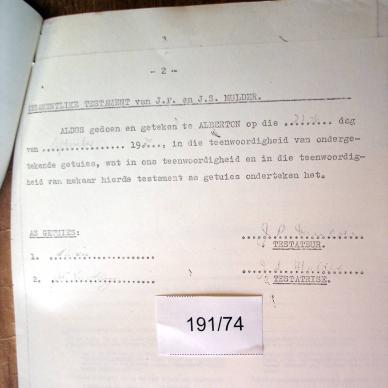 - 2 -
GESAMENTLIKE TESTAMENT van J.F. en J.S. MULDER.
ALDUS gedoen en geteken te ALBERTON op die ......... dag
van ................ 19 ...., in die teenwoordigheid van onderge-
tekende getuies, wat in ons teenwoordigheid en in die teenwoordig-
heid van mekaar hierde testament as getuies onderteken het.
AS GETUIES:
TESTATEUR.
1.
2.
TESTATRISE.
191/74